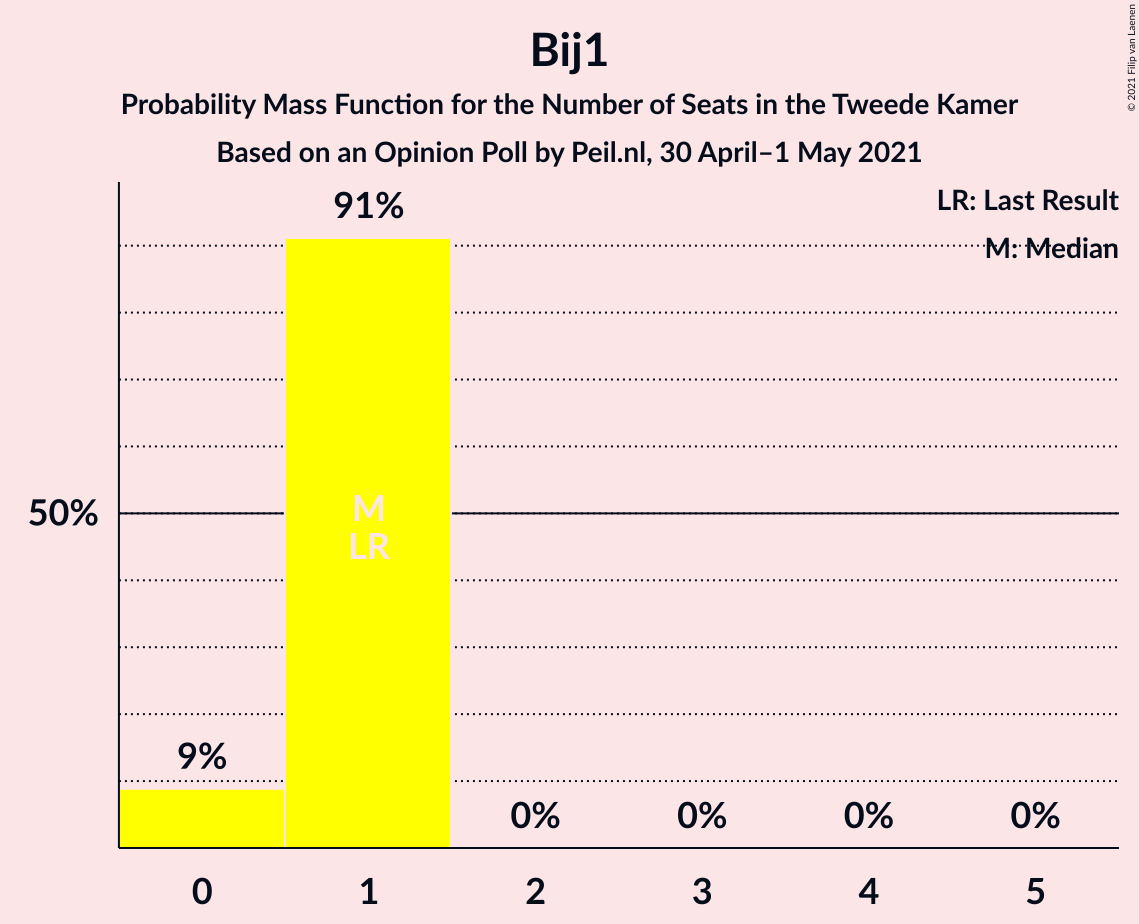 Bij1
Probability Mass Function for the Number of Seats in the Tweede Kamer
Based on an Opinion Poll by Peil.nl, 30 April–1 May 2021
© 2021 Filip van Laenen
LR: Last Result
M: Median
91%
50%
M
LR
9%
0%
0%
0%
0%
0
1
2
3
4
5